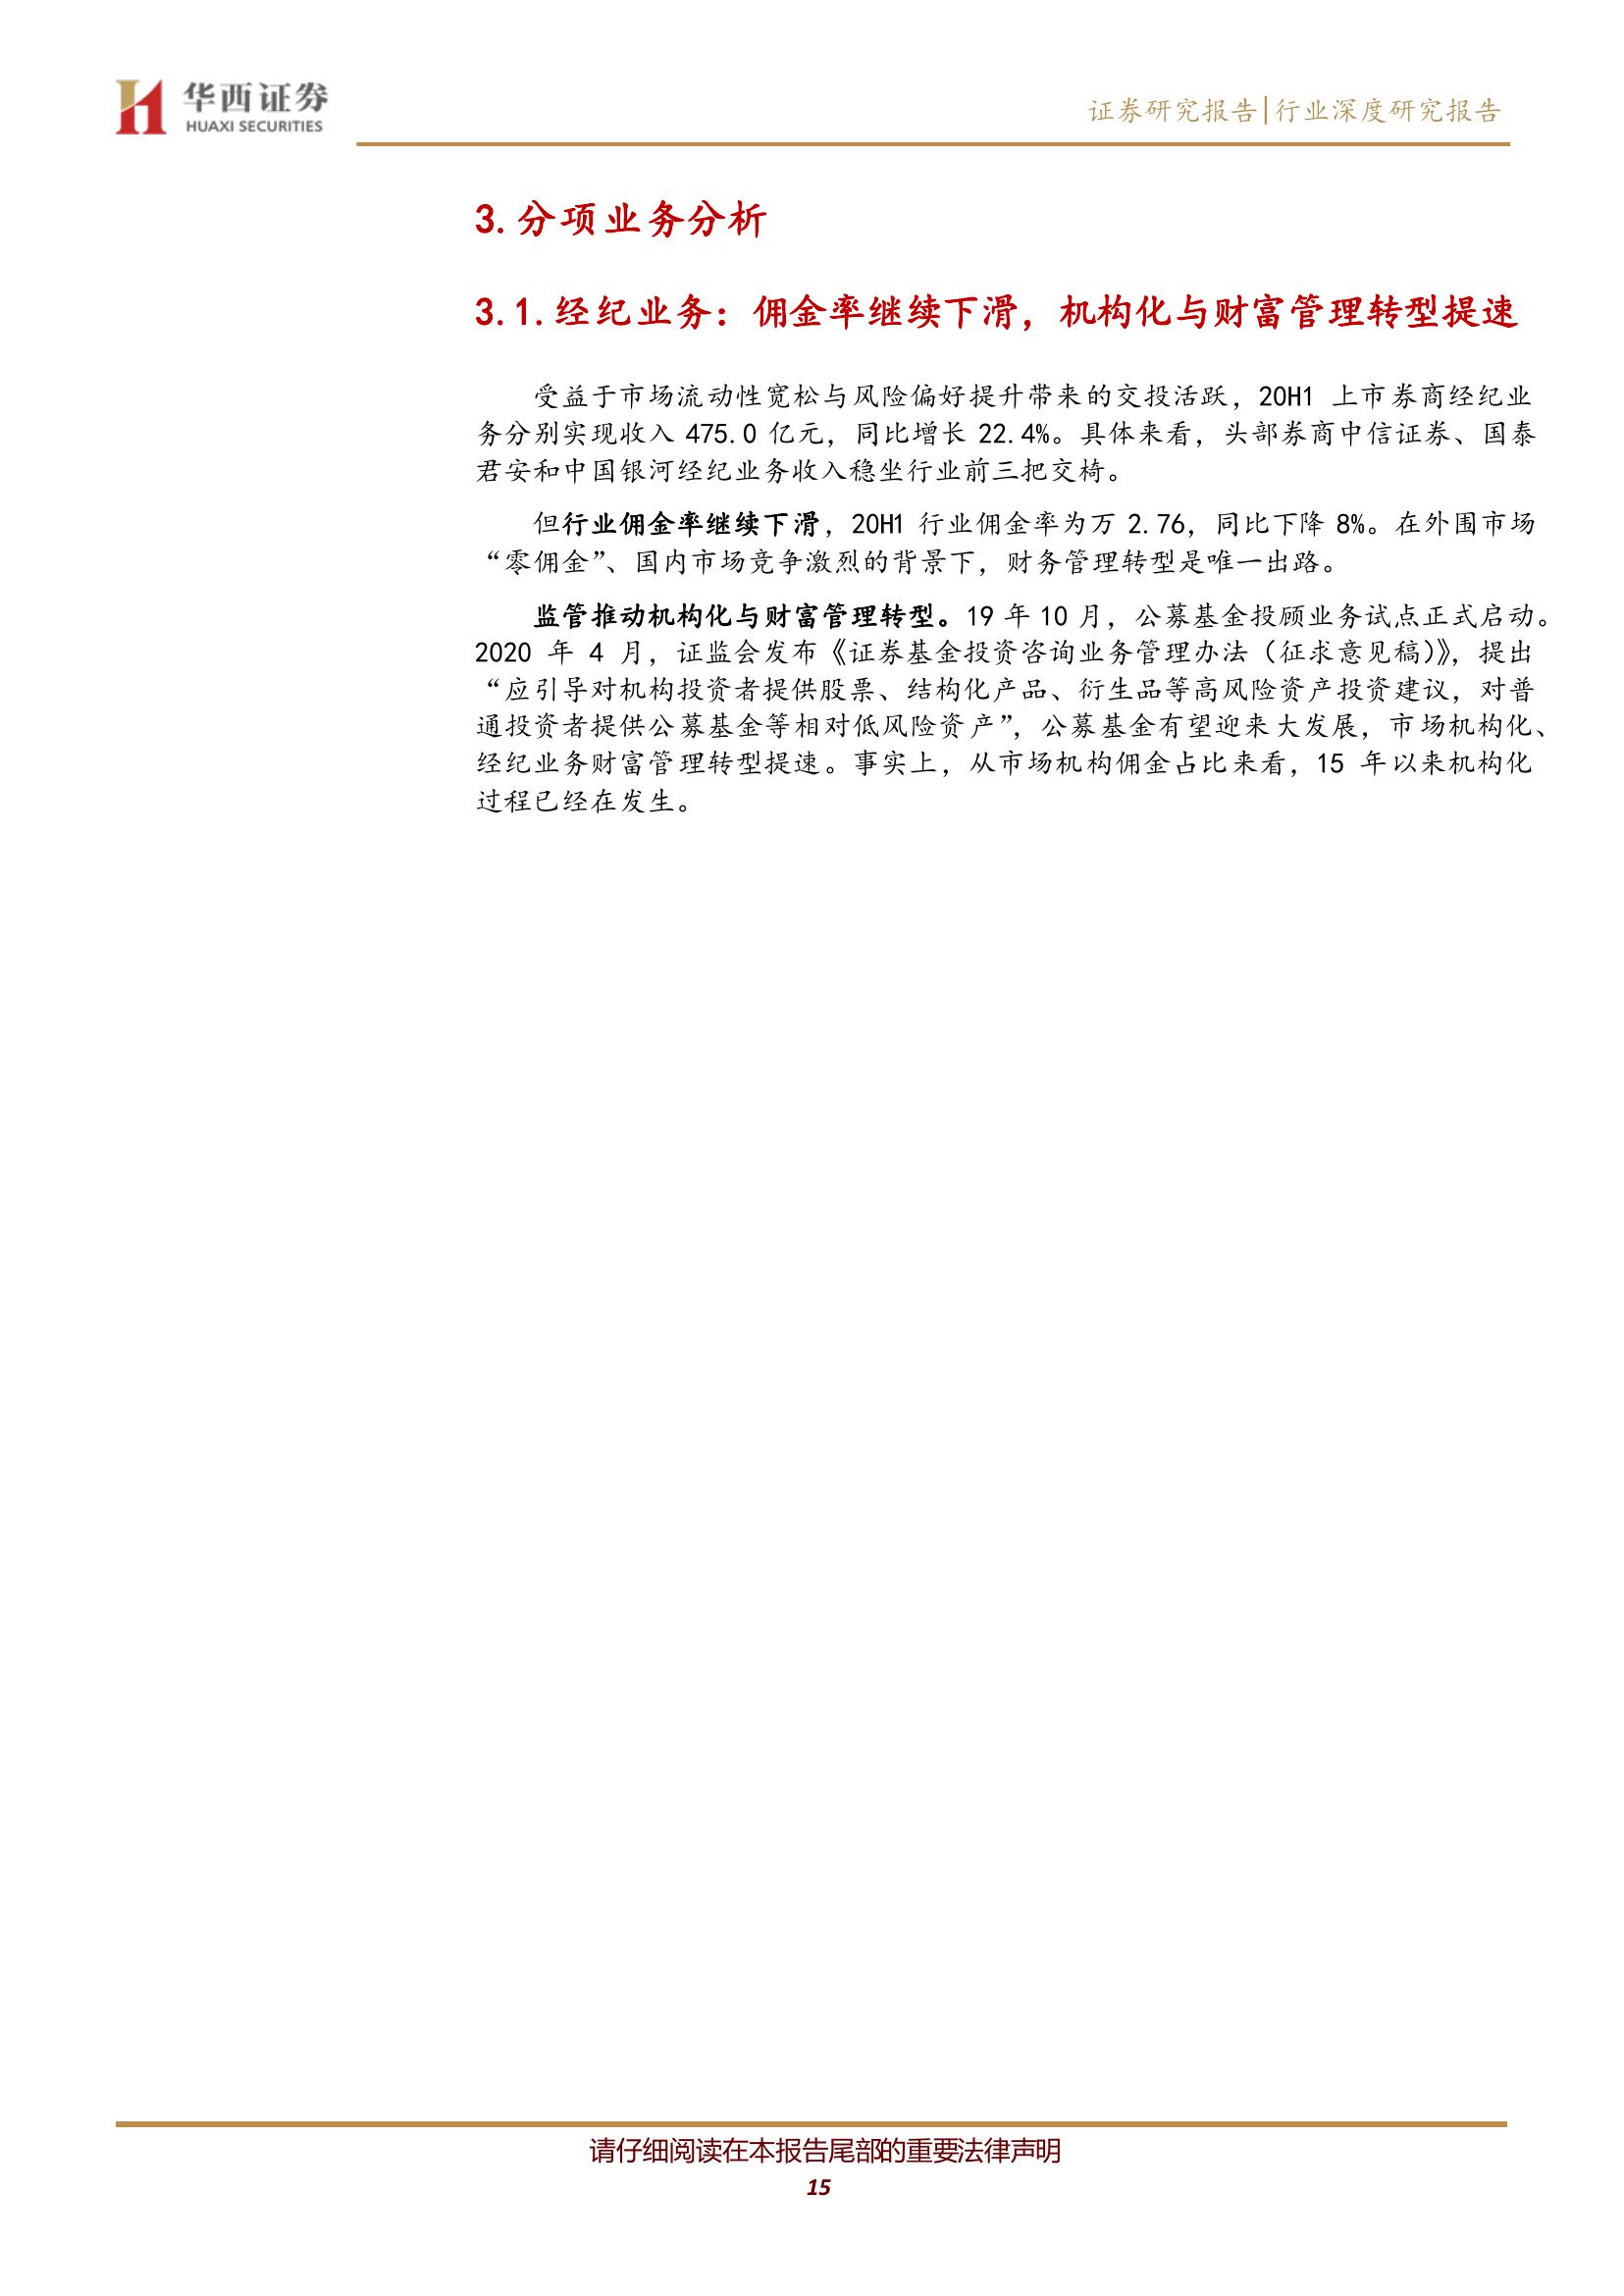 华西证券
HUAXI SECURITIES
证券研究报告|行业深度研究报告
3.分项业务分析
3.1.经纪业务：佣金率继续下滑，机构化与财富管理转型提速
受益于市场流动性宽松与风险偏好提升带来的交投活跃，20H1 上市券商经纪业
务分别实现收入 475.0 亿元，同比增长 22.4%。具体来看，头部券商中信证券、国泰
君安和中国银河经纪业务收入稳坐行业前三把交椅。
但行业佣金率继续下滑，20H1 行业佣金率为万 2.76，同比下降 8%。在外围市场
“零佣金”、国内市场竞争激烈的背景下，财务管理转型是唯一出路。
监管推动机构化与财富管理转型。19 年 10 月，公募基金投顾业务试点正式启动。
2020 年 4 月，证监会发布《证券基金投资咨询业务管理办法（征求意见稿）》，提出
“应引导对机构投资者提供股票、结构化产品、衍生品等高风险资产投资建议，对普
通投资者提供公募基金等相对低风险资产”，公募基金有望迎来大发展，市场机构化、
经纪业务财富管理转型提速。事实上，从市场机构佣金占比来看，15 年以来机构化
过程已经在发生。
请仔细阅读在本报告尾部的重要法律声明
15